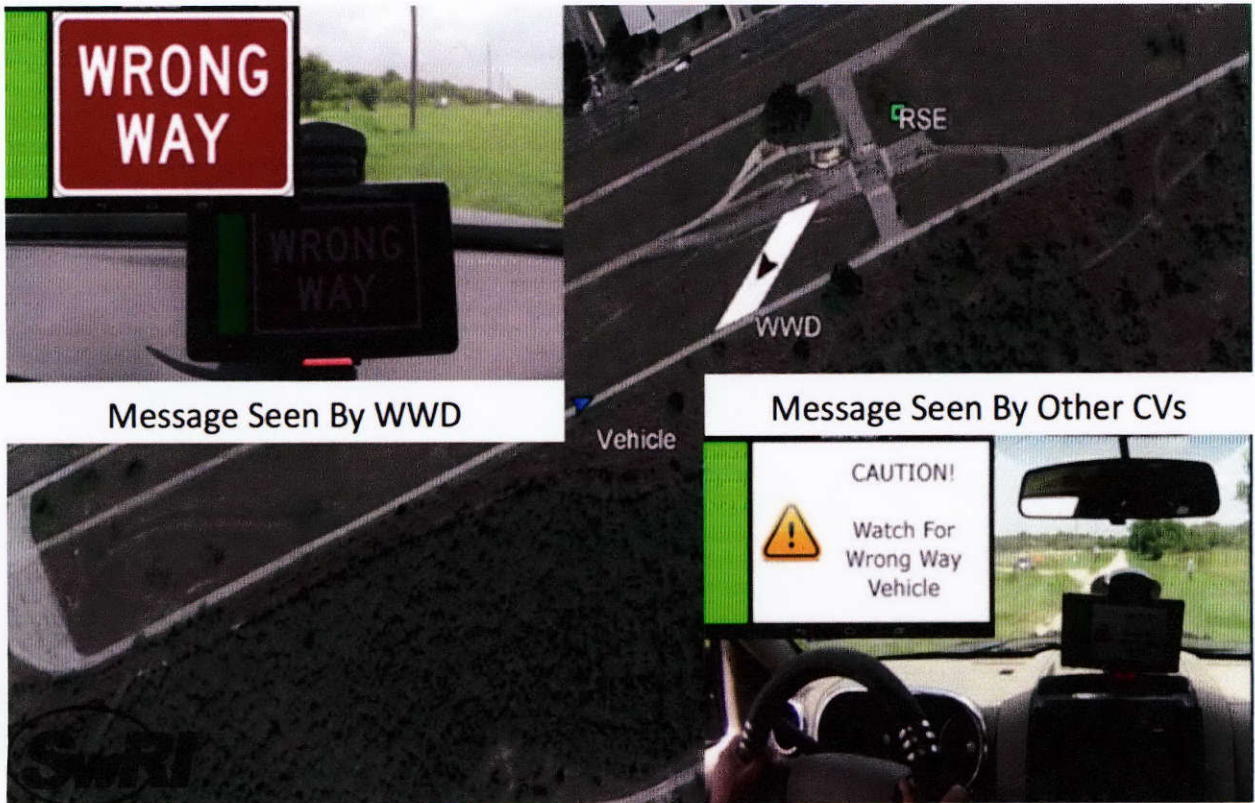 WRONG
WAY
WRONG
WAY
RSE
WWD
Message Seen By WWD
Vehicle
Message Seen By Other CVs
CAUTION!
Watch For
Wrong Way
Vehicle
SwRI